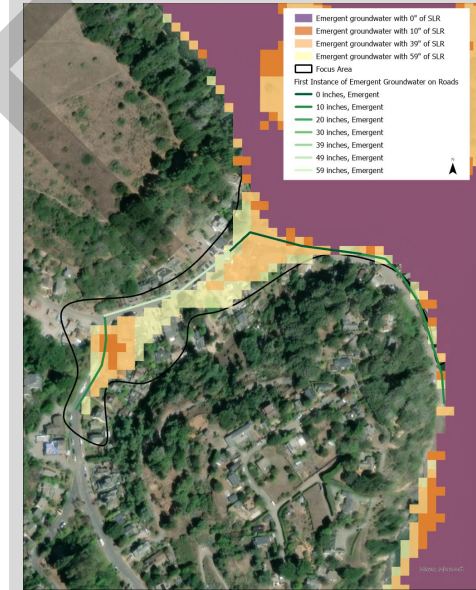 Emergent groundwater with 0" of SLR
Emergent groundwater with 10" of SLR
Emergent groundwater with 39" of SLR
Emergent groundwater with 59" of SLR
Focus Area
First Instance of Emergent Groundwater on Roads
0 inches, Emergent
10 inches, Emergent
20 inches, Emergent
30 inches, Emergent
39 inches, Emergent
49 inches, Emergent
59 inches, Emergent
N